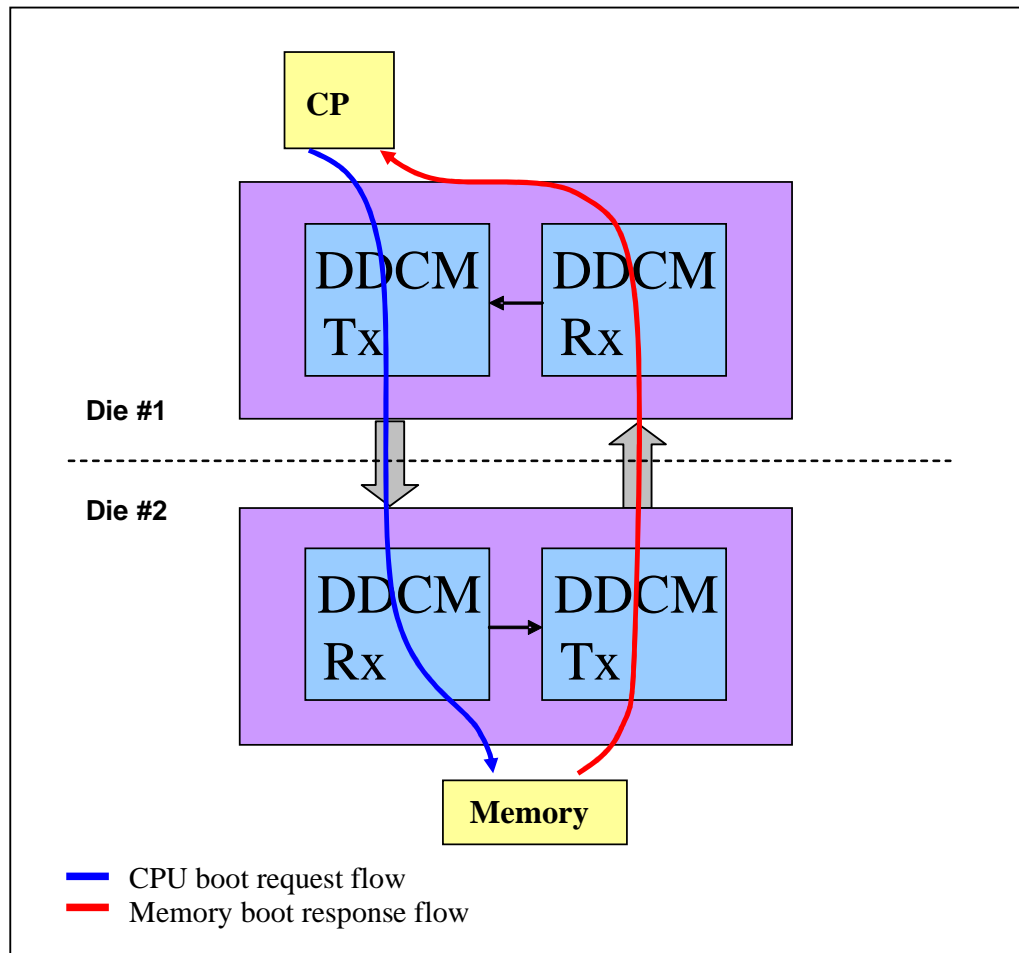 CP
DDCM
Tx
DDCM
Rx
Die #1
Die #2
DDCM
Rx
DDCM
Tx
Memory
CPU boot request flow
Memory boot response flow